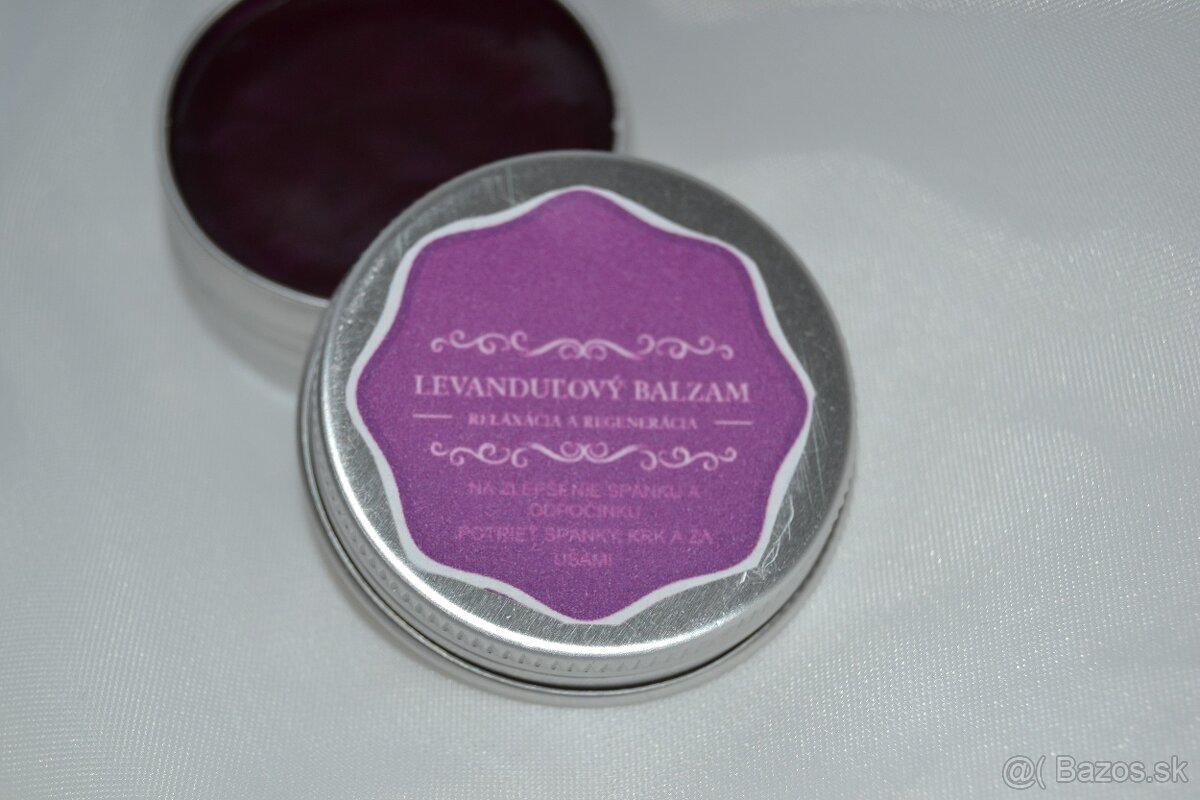 LEVANDUĽOVÝ BALZAM
RELAXÁCIA A REGENERÁCIA
NA ZLEPŠENIE SPÁNKU A
ODPOČINKU
POTRIEŤ SPÁNKY, KRK A ZA
UŠAMI
@( Bazos.sk